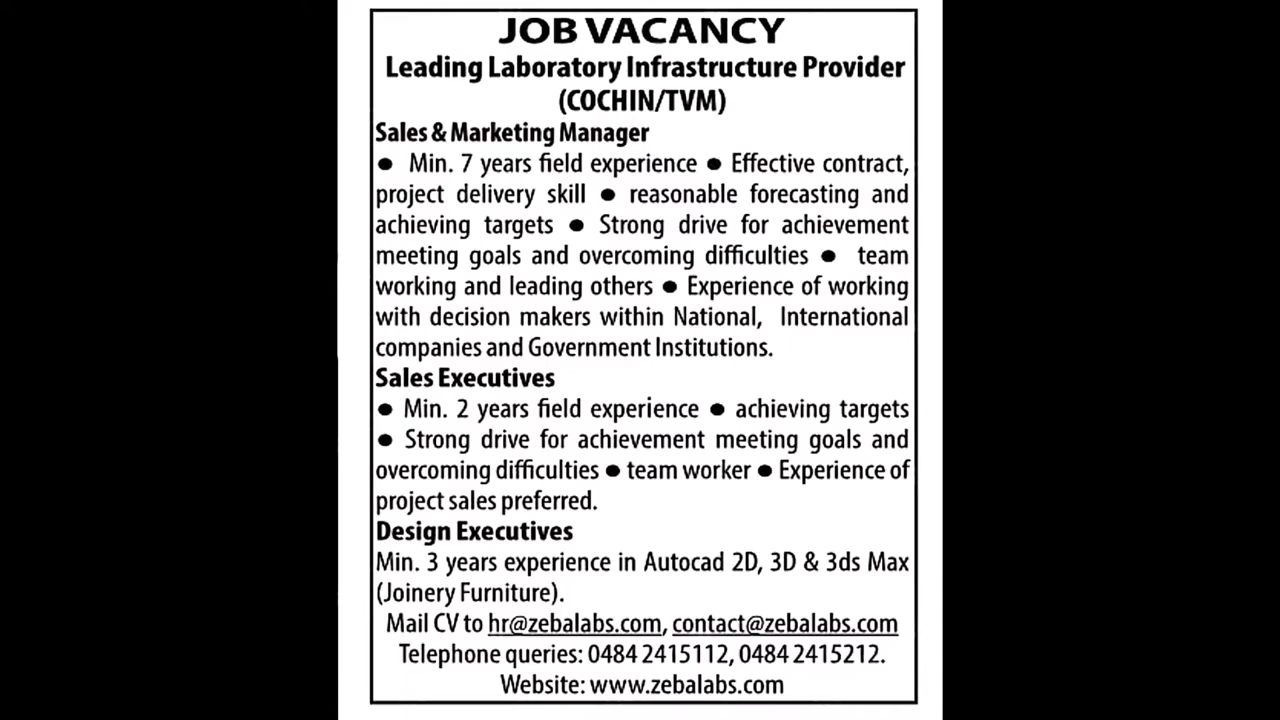 JOB VACANCY
Leading Laboratory Infrastructure Provider
(COCHIN/TVM)
Sales & Marketing Manager
● Min. 7 years field experience ● Effective contract,
project delivery skill ● reasonable forecasting and
achieving targets ● Strong drive for achievement
meeting goals and overcoming difficulties ● team
working and leading others ● Experience of working
with decision makers within National, International
companies and Government Institutions.
Sales Executives
● Min. 2 years field experience ● achieving targets
● Strong drive for achievement meeting goals and
overcoming difficulties ● team worker ● Experience of
project sales preferred.
Design Executives
Min. 3 years experience in Autocad 2D, 3D & 3ds Max
(Joinery Furniture).
Mail CV to hr@zebalabs.com, contact@zebalabs.com
Telephone queries: 0484 2415112, 0484 2415212.
Website: www.zebalabs.com